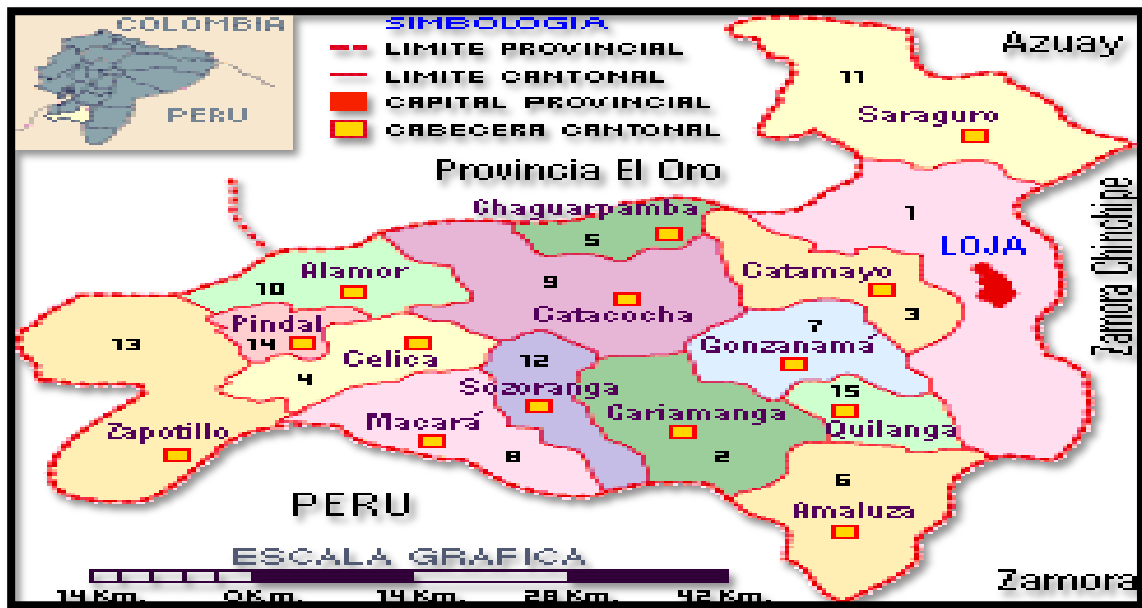 COLOMBIA
PERU
SIMBOLOGIA
LIMITE PROVINCIAL
LIMITE CANTONAL
CAPITAL PROVINCIAL
CABECERA CANTONAL
Azuay
11
Saraguro
Provincia El Oro
Zamora Chinchipe
Chaguarpamba
5
1
LOJA
Alamor
10
9
Catacocha
Catamayo
3
Pindal
14
13
7
Gonzanamá
Celica
4
12
Sozoranga
15
Quilanga
Cariamanga
2
Macará
8
Zapotillo
6
Amaluza
PERU
ESCALA GRAFICA
14 Km. 0Km. 14 Km. 28 Km. 42 Km.
Zamora